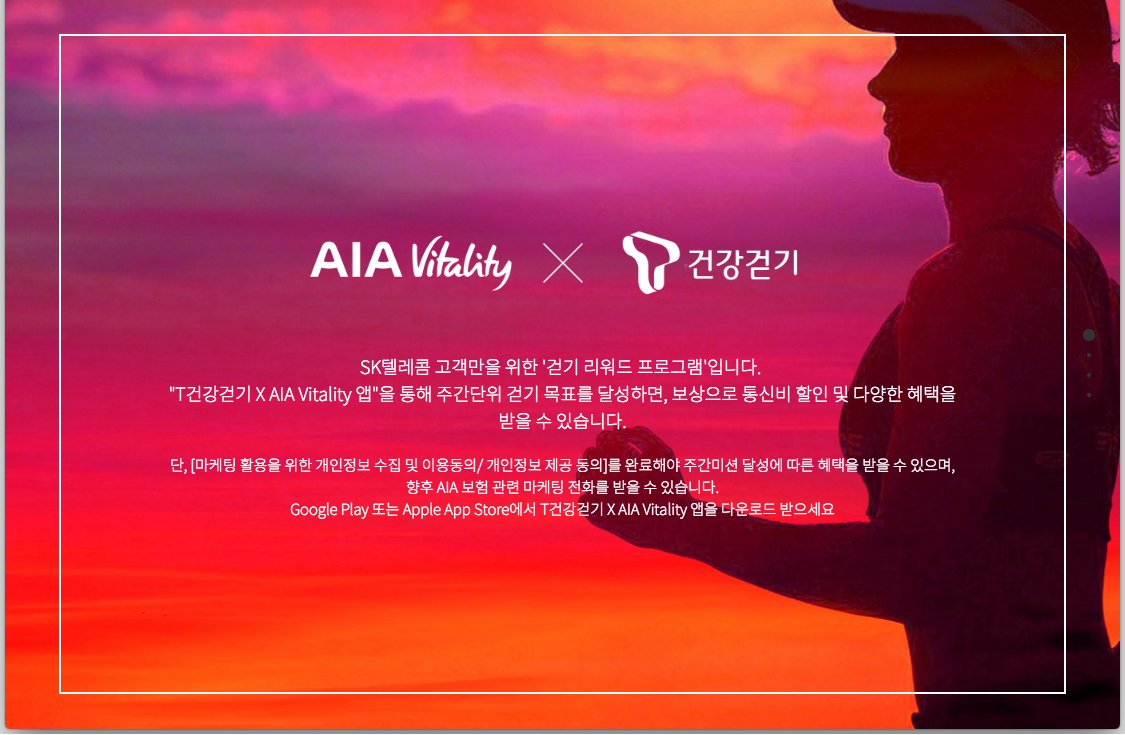 AIA Vitality X T건강걷기
SK텔레콤 고객만을 위한 '걷기 리워드 프로그램'입니다.
"T건강걷기 X AIA Vitality 앱"을 통해 주간단위 걷기 목표를 달성하면, 보상으로 통신비 할인 및 다양한 혜택을
받을 수 있습니다.
단, [마케팅 활용을 위한 개인정보 수집 및 이용동의/ 개인정보 제공 동의]를 완료해야 주간미션 달성에 따른 혜택을 받을 수 있으며,
향후 AIA 보험 관련 마케팅 전화를 받을 수 있습니다.
Google Play 또는 Apple App Store에서 T건강걷기 X AIA Vitality 앱을 다운로드 받으세요